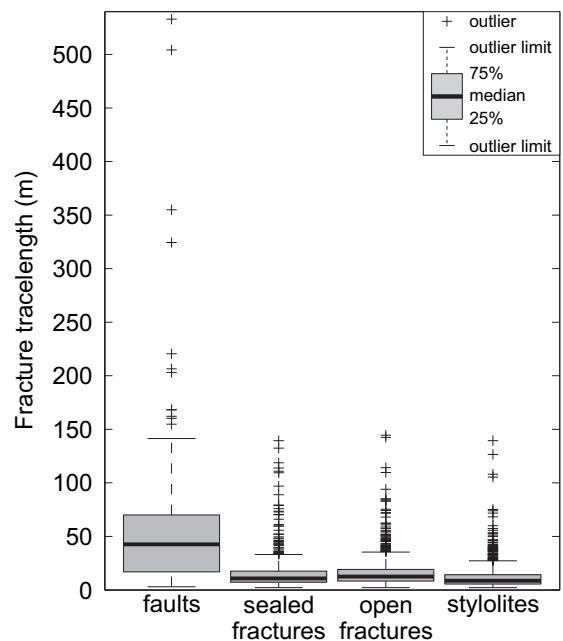 Fracture tracelength (m)
500
450
400
350
300
250
200
150
100
50
0
outlier
outlier limit
75%
median
25%
outlier limit
faults
sealed
fractures
open
fractures
stylolites